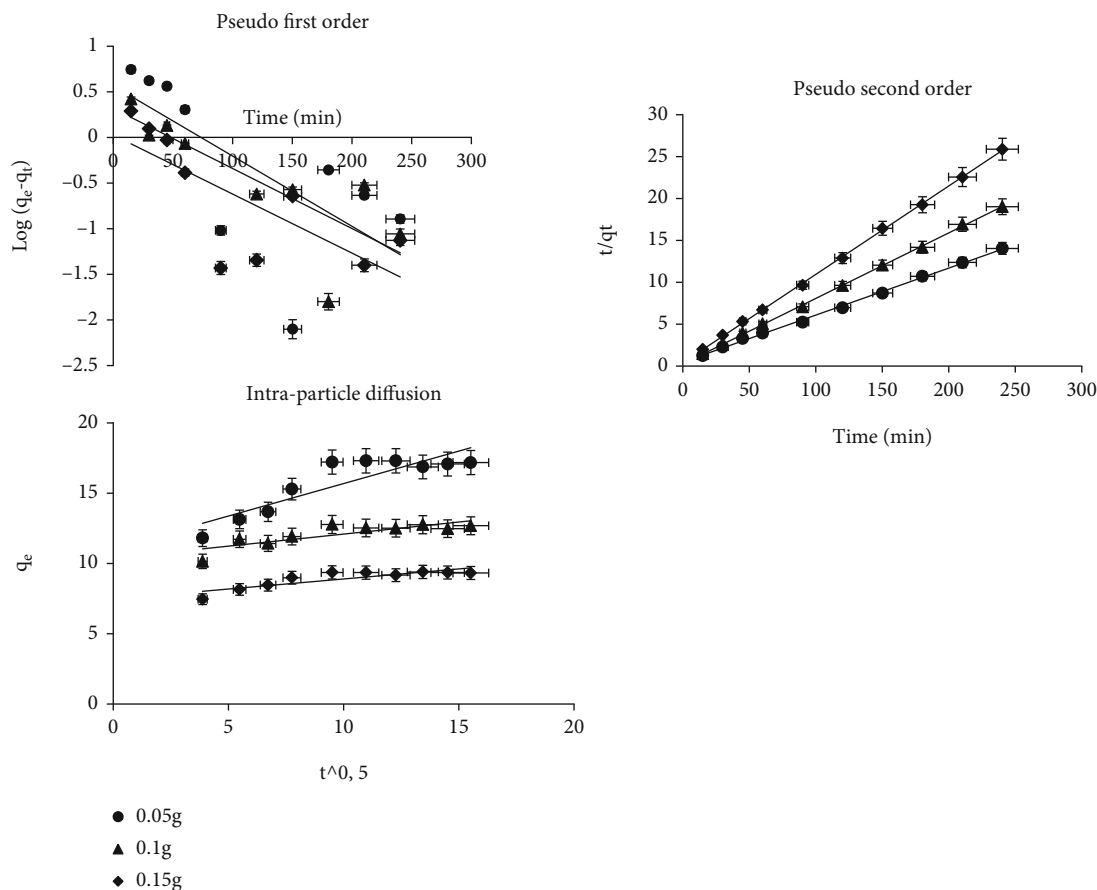 Pseudo first order
1
0.5
0
−0.5
−1
−1.5
−2
−2.5
Log (qe-qt)
Time (min)
0 50 100 150 200 250 300
Pseudo second order
30
25
20
15
10
5
0
t/qt
0 50 100 150 200 250 300
Time (min)
Intra-particle diffusion
20
15
10
5
0
qe
0 5 10 15 20
t^0, 5
0.05g
0.1g
0.15g